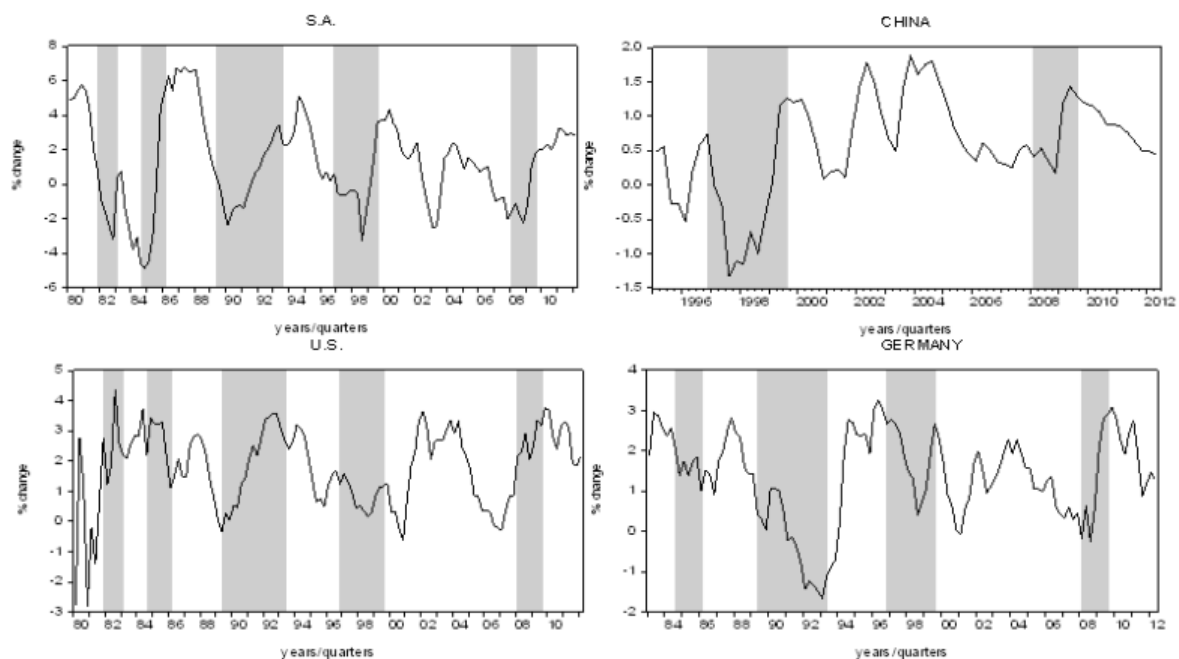 S.A.
8
6
4
2
0
-2
-4
-6
% change
80 82 84 86 88 90 92 94 96 98 00 02 04 06 08 10
years/quarters
CHINA
2.0
1.5
1.0
0.5
0.0
-0.5
-1.0
-1.5
% change
1996 1998 2000 2002 2004 2006 2008 2010 2012
years/quarters
U.S.
5
4
3
2
1
0
-1
-2
-3
% change
80 82 84 86 88 90 92 94 96 98 00 02 04 06 08 10
years/quarters
GERMANY
4
3
2
1
0
-1
-2
% change
84 86 88 90 92 94 96 98 00 02 04 06 08 10 12
years/quarters